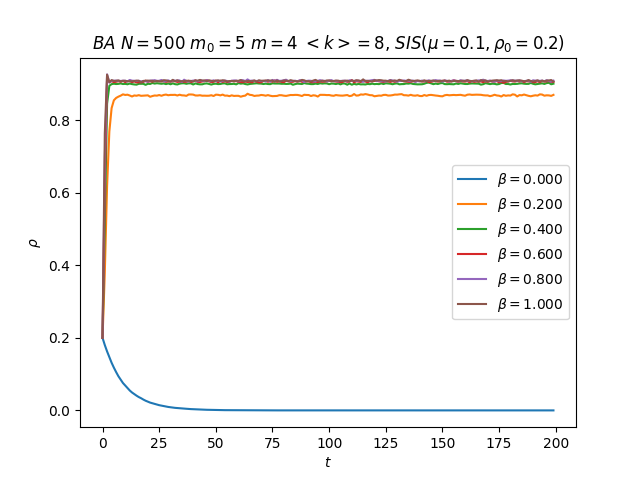 BA N = 500 m₀ = 5 m = 4 < k >= 8, SIS(μ = 0.1, ρ₀ = 0.2)
ρ
0.8
0.6
0.4
0.2
0.0
β = 0.000
β = 0.200
β = 0.400
β = 0.600
β = 0.800
β = 1.000
0 25 50 75 100 125 150 175 200
t